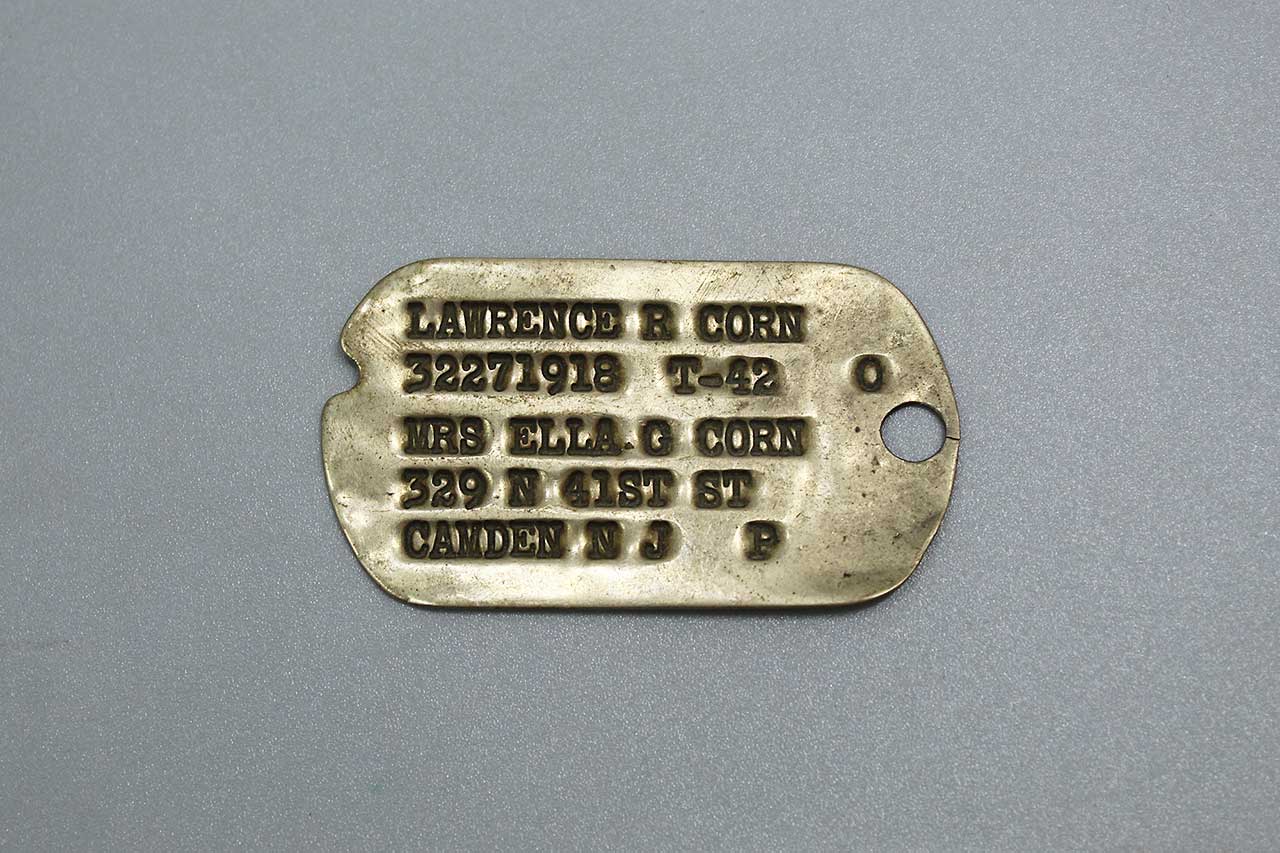 LAWRENCE R CORN
32271918 T-42 O
MRS ELLA G CORN
329 N 41ST ST
CAMDEN N J P